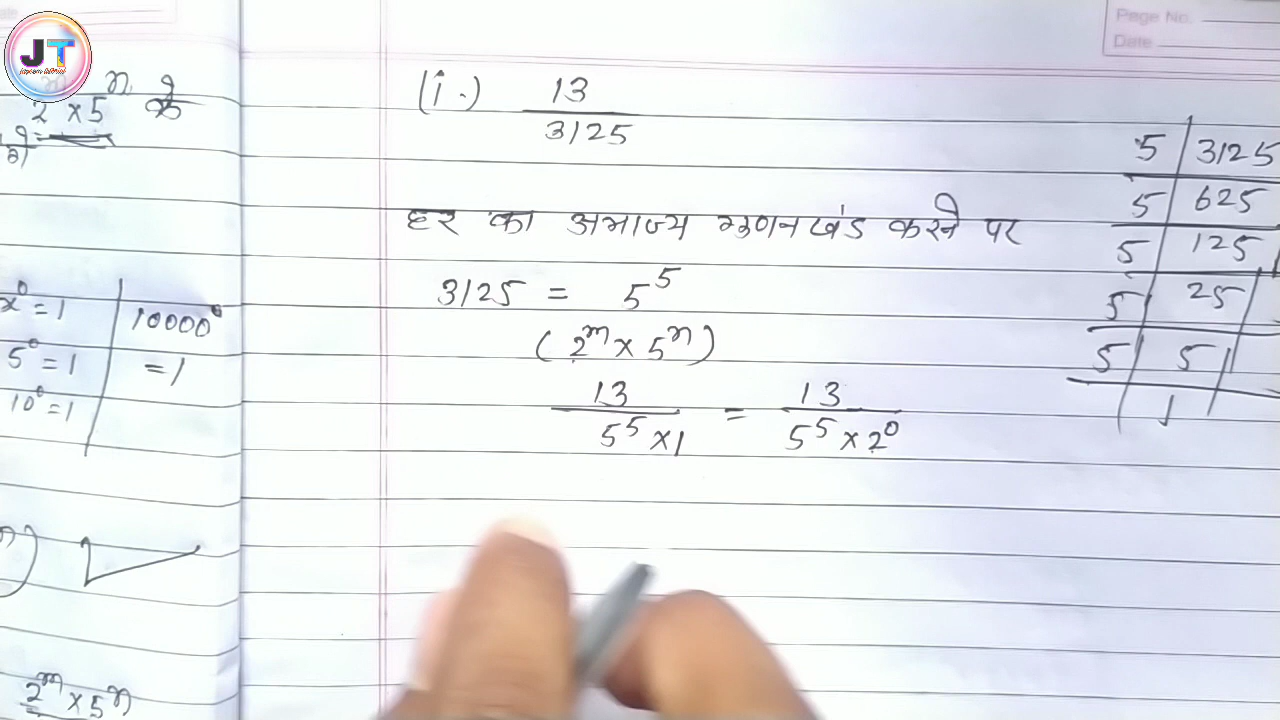 JT
2 × 5ⁿ के
x⁰ = 1
5⁰ = 1
10⁰ = 1
10000⁰
= 1
2ᵐ × 5ⁿ
Page No.
Date
(i.) 13/3125
हर का अभाज्य गुणनखंड करने पर
3125 = 5⁵
(2ᵐ × 5ⁿ)
13/5⁵ × 1 = 13/5⁵ × 2⁰
5 | 3125
5 | 625
5 | 125
5 | 25
5 | 5
1